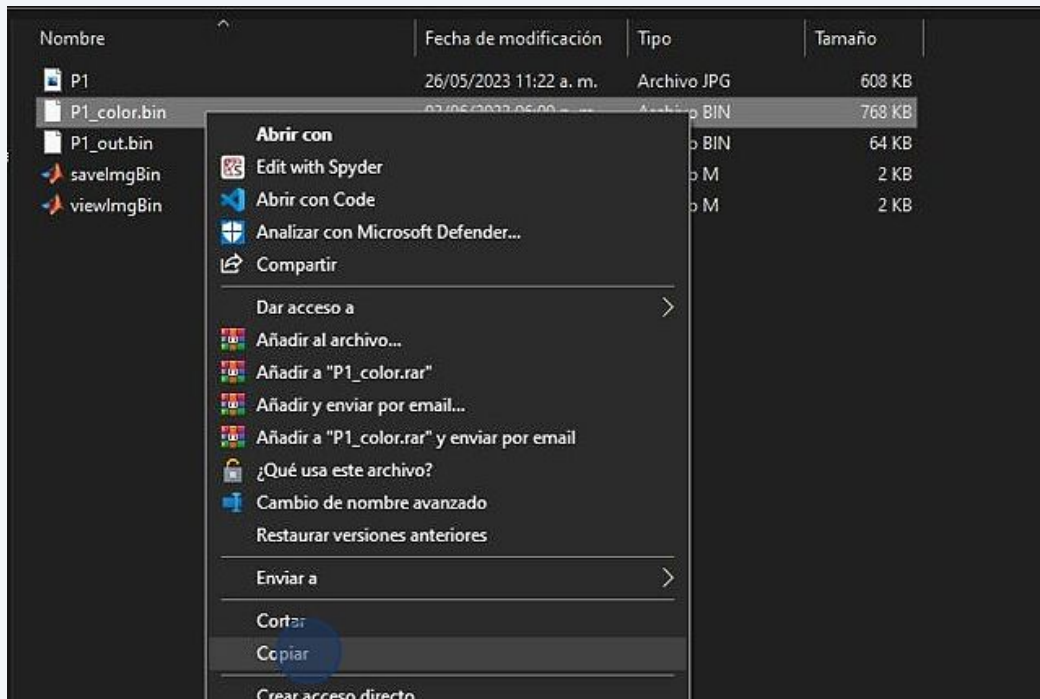 Nombre Fecha de modificación Tipo Tamaño
P1 26/05/2023 11:22 a. m. Archivo JPG 608 KB
P1_color.bin BIN 768 KB
P1_out.bin BIN 64 KB
saveImgBin M 2 KB
viewImgBin M 2 KB
Abrir con
Edit with Spyder
Abrir con Code
Analizar con Microsoft Defender...
Compartir
Dar acceso a
Añadir al archivo...
Añadir a "P1_color.rar"
Añadir y enviar por email...
Añadir a "P1_color.rar" y enviar por email
¿Qué usa este archivo?
Cambio de nombre avanzado
Restaurar versiones anteriores
Enviar a
Cortar
Copiar
Crear acceso directo